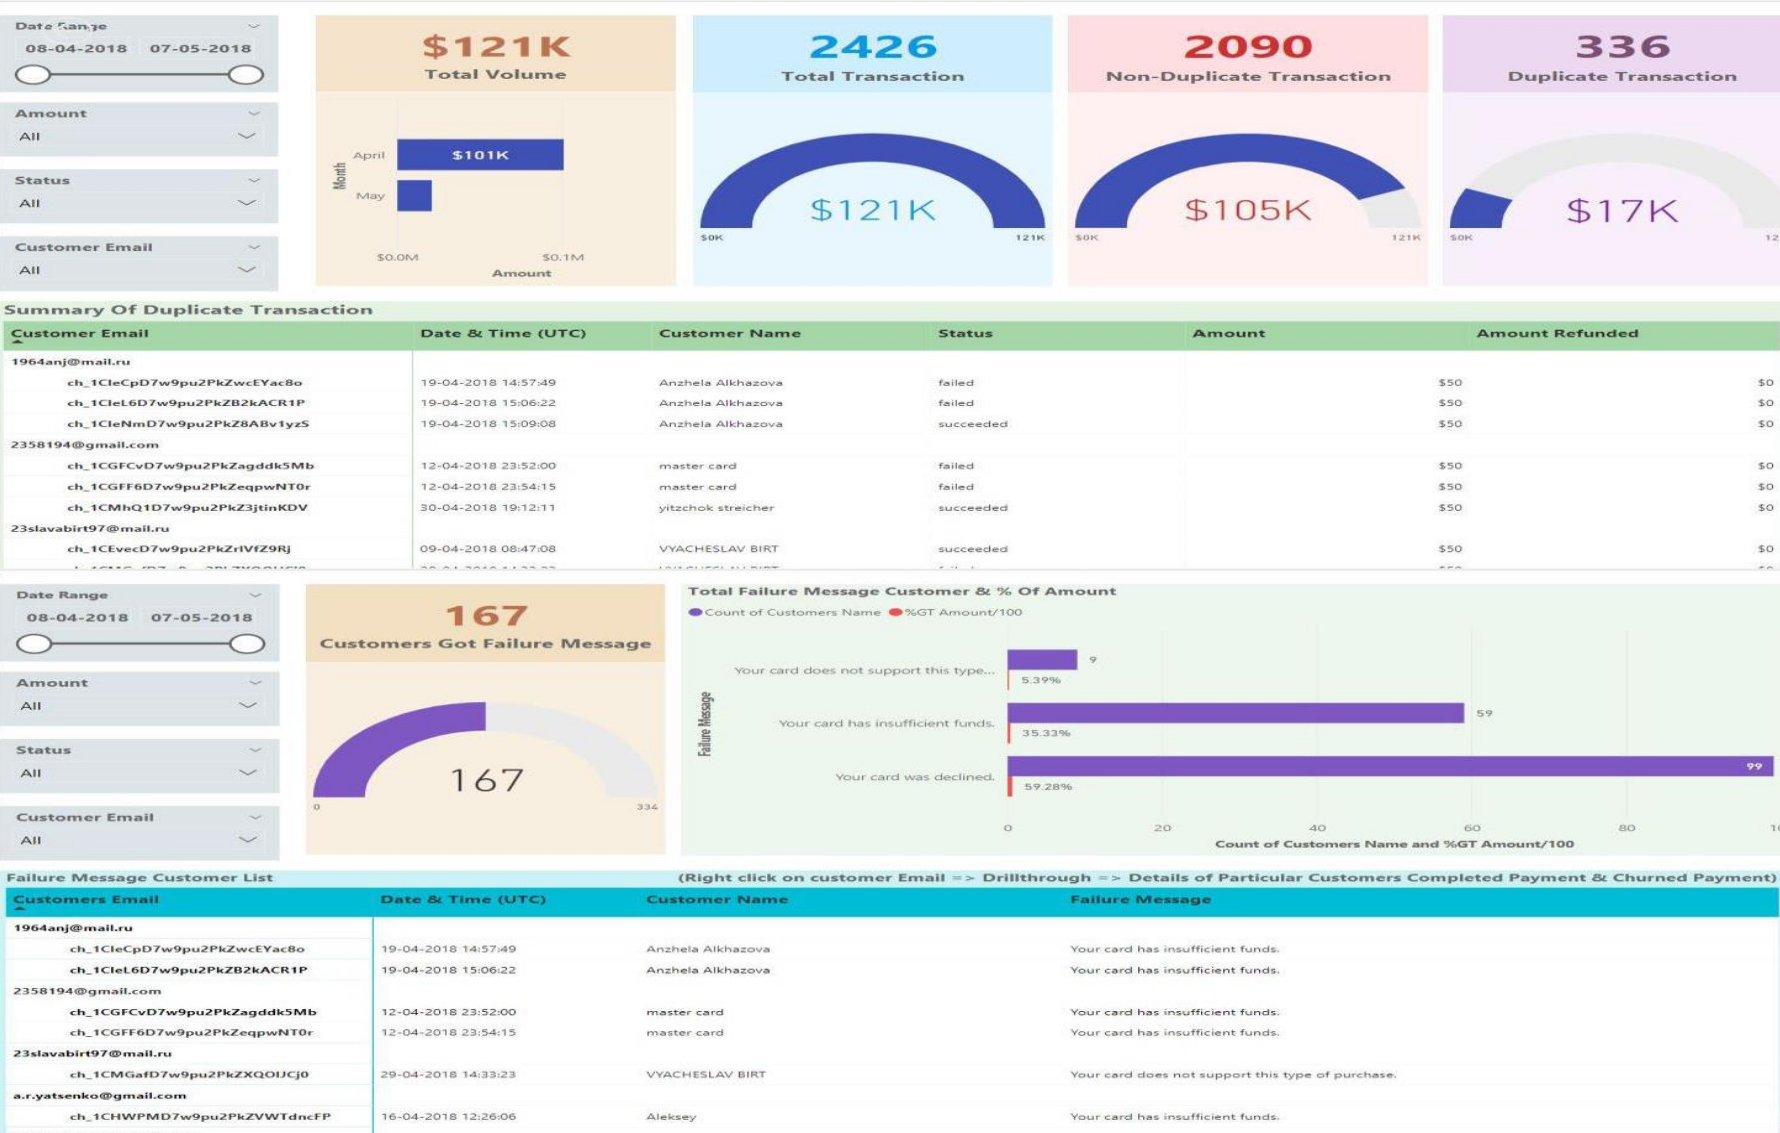 Date Range
08-04-2018 07-05-2018
Amount
All
Status
All
Customer Email
All
$121K
Total Volume
Month
April
$101K
May
$0.0M $0.1M
Amount
2426
Total Transaction
$121K
$0K 121K
2090
Non-Duplicate Transaction
$105K
$0K 121K
336
Duplicate Transaction
$17K
$0K
Summary Of Duplicate Transaction
Customer Email Date & Time (UTC) Customer Name Status Amount Amount Refunded
1964anj@mail.ru
ch_1CIeCpD7w9pu2PkZwcEYac8o 19-04-2018 14:57:49 Anzhela Alkhazova failed $50 $0
ch_1CIeL6D7w9pu2PkZB2kACR1P 19-04-2018 15:06:22 Anzhela Alkhazova failed $50 $0
ch_1CIeNmD7w9pu2PkZ8ABv1yzS 19-04-2018 15:09:08 Anzhela Alkhazova succeeded $50 $0
2358194@gmail.com
ch_1CGFCvD7w9pu2PkZagddk5Mb 12-04-2018 23:52:00 master card failed $50 $0
ch_1CGFF6D7w9pu2PkZeqpwNT0r 12-04-2018 23:54:15 master card failed $50 $0
ch_1CMhQ1D7w9pu2PkZ3jtinKDV 30-04-2018 19:12:11 yitzchok streicher succeeded $50 $0
23slavabirt97@mail.ru
ch_1CEvecD7w9pu2PkZrIVfZ9Rj 09-04-2018 08:47:08 VYACHESLAV BIRT succeeded $50 $0
Date Range
08-04-2018 07-05-2018
Amount
All
Status
All
Customer Email
All
167
Customers Got Failure Message
167
0 334
Total Failure Message Customer & % Of Amount
Count of Customers Name %GT Amount/100
Failure Message
Your card does not support this type... 9
5.39%
Your card has insufficient funds. 59
35.33%
Your card was declined. 99
59.28%
0 20 40 60 80
Count of Customers Name and %GT Amount/100
Failure Message Customer List (Right click on customer Email => Drillthrough => Details of Particular Customers Completed Payment & Churned Payment)
Customers Email Date & Time (UTC) Customer Name Failure Message
1964anj@mail.ru
ch_1CIeCpD7w9pu2PkZwcEYac8o 19-04-2018 14:57:49 Anzhela Alkhazova Your card has insufficient funds.
ch_1CIeL6D7w9pu2PkZB2kACR1P 19-04-2018 15:06:22 Anzhela Alkhazova Your card has insufficient funds.
2358194@gmail.com
ch_1CGFCvD7w9pu2PkZagddk5Mb 12-04-2018 23:52:00 master card Your card has insufficient funds.
ch_1CGFF6D7w9pu2PkZeqpwNT0r 12-04-2018 23:54:15 master card Your card has insufficient funds.
23slavabirt97@mail.ru
ch_1CMGafD7w9pu2PkZXQOIJCj0 29-04-2018 14:33:23 VYACHESLAV BIRT Your card does not support this type of purchase.
a.r.yatsenko@gmail.com
ch_1CHWPMD7w9pu2PkZVWTdncFP 16-04-2018 12:26:06 Aleksey Your card has insufficient funds.